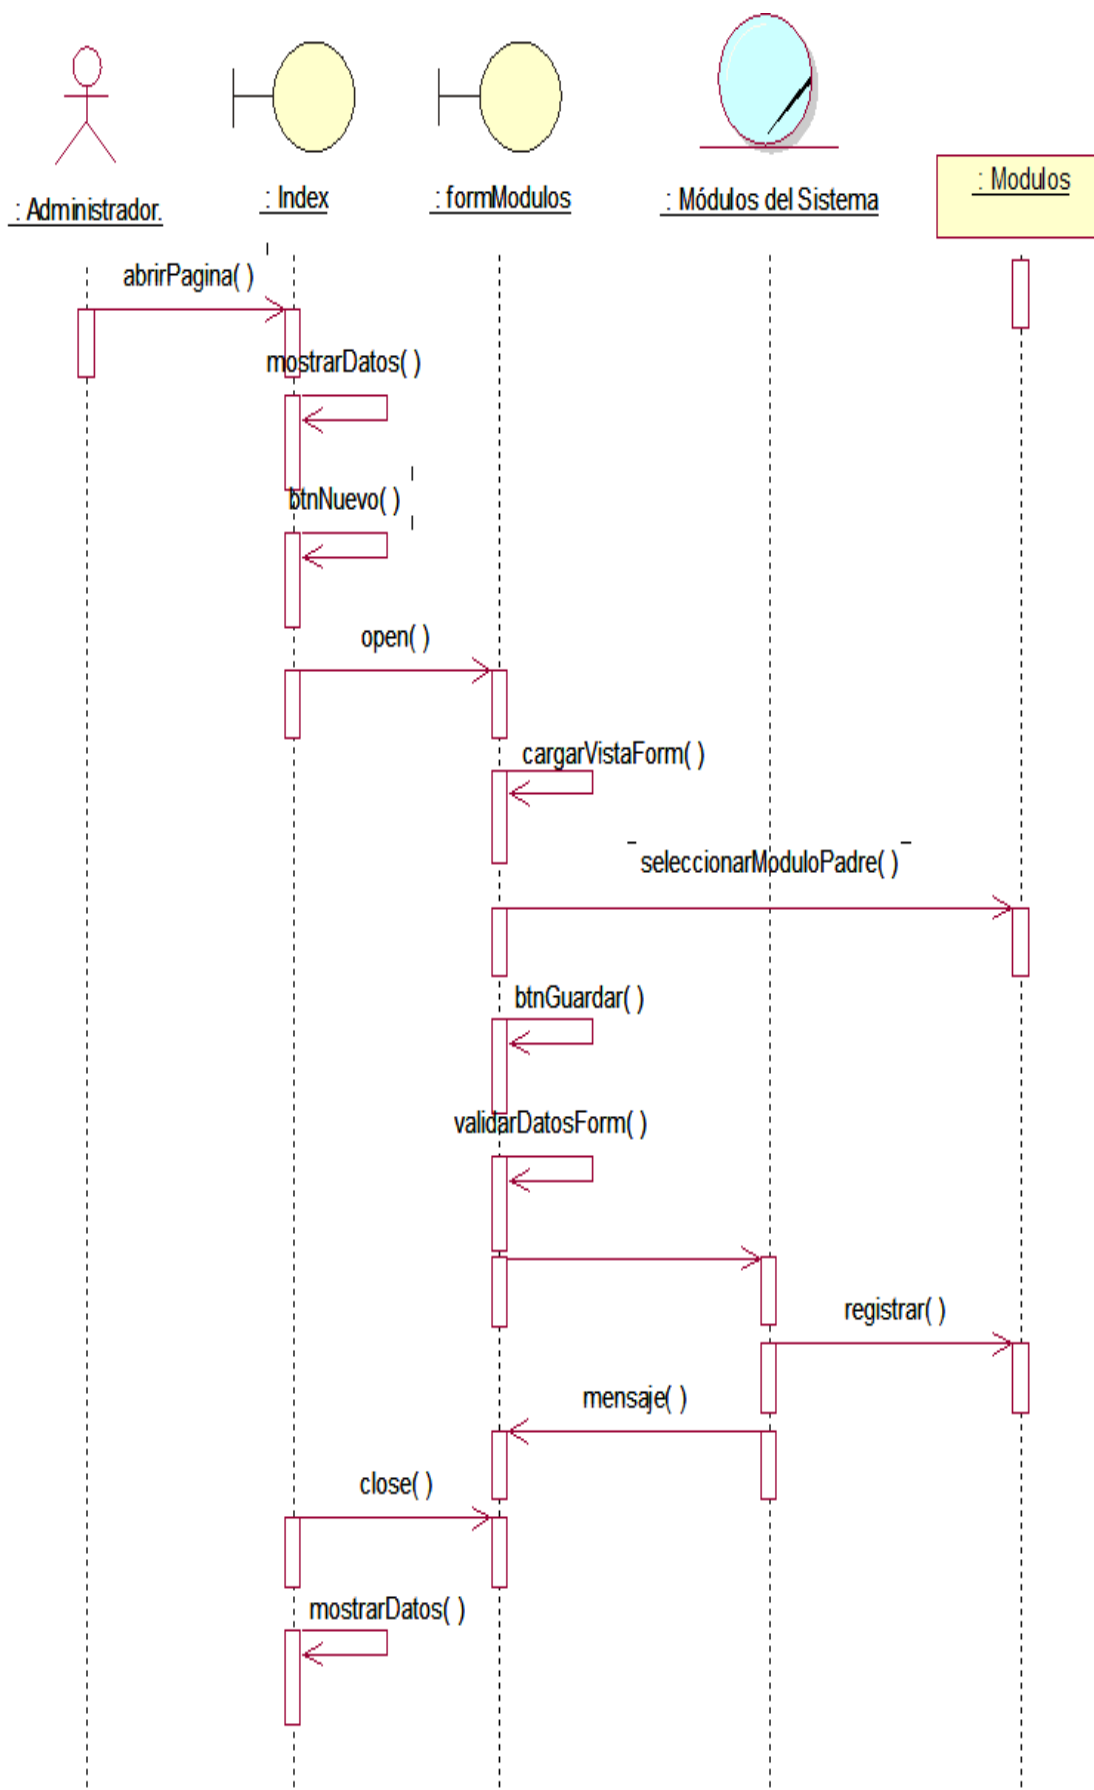 : Administrador.
: Index
: formModulos
: Módulos del Sistema
: Modulos
abrirPagina( )
mostrarDatos( )
btnNuevo( )
open( )
cargarVistaForm( )
seleccionarModuloPadre( )
btnGuardar( )
validarDatosForm( )
registrar( )
mensaje( )
close( )
mostrarDatos( )